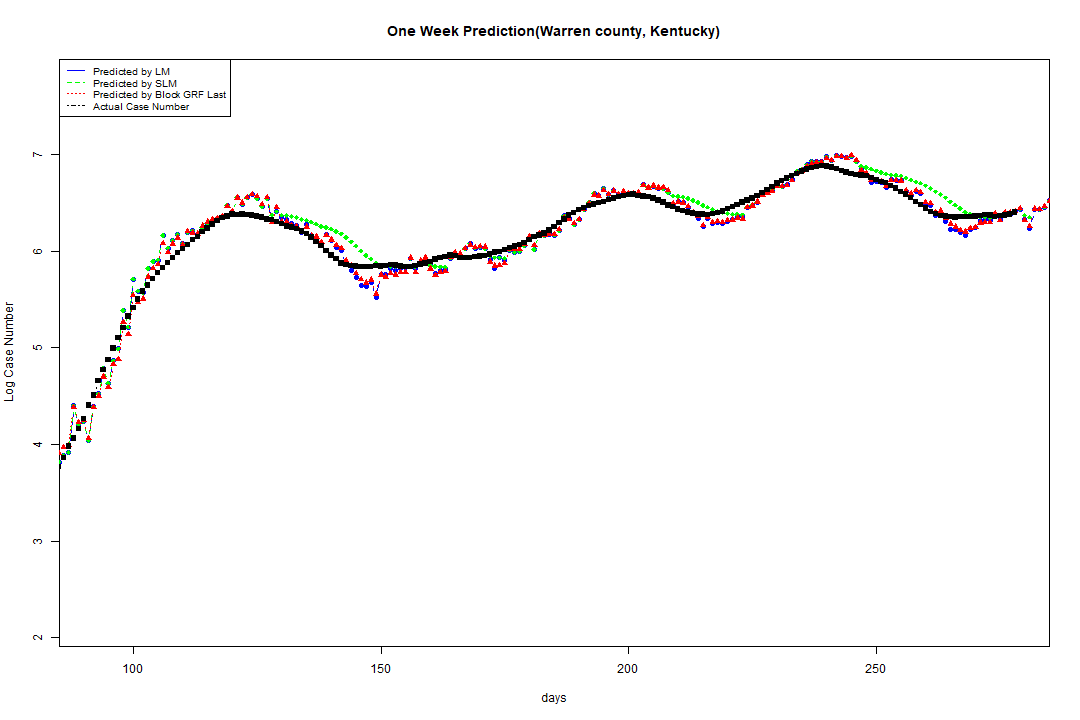 One Week Prediction(Warren county, Kentucky)
Predicted by LM
Predicted by SLM
Predicted by Block GRF Last
Actual Case Number
Log Case Number
7
6
5
4
3
2
100 150 200 250
days